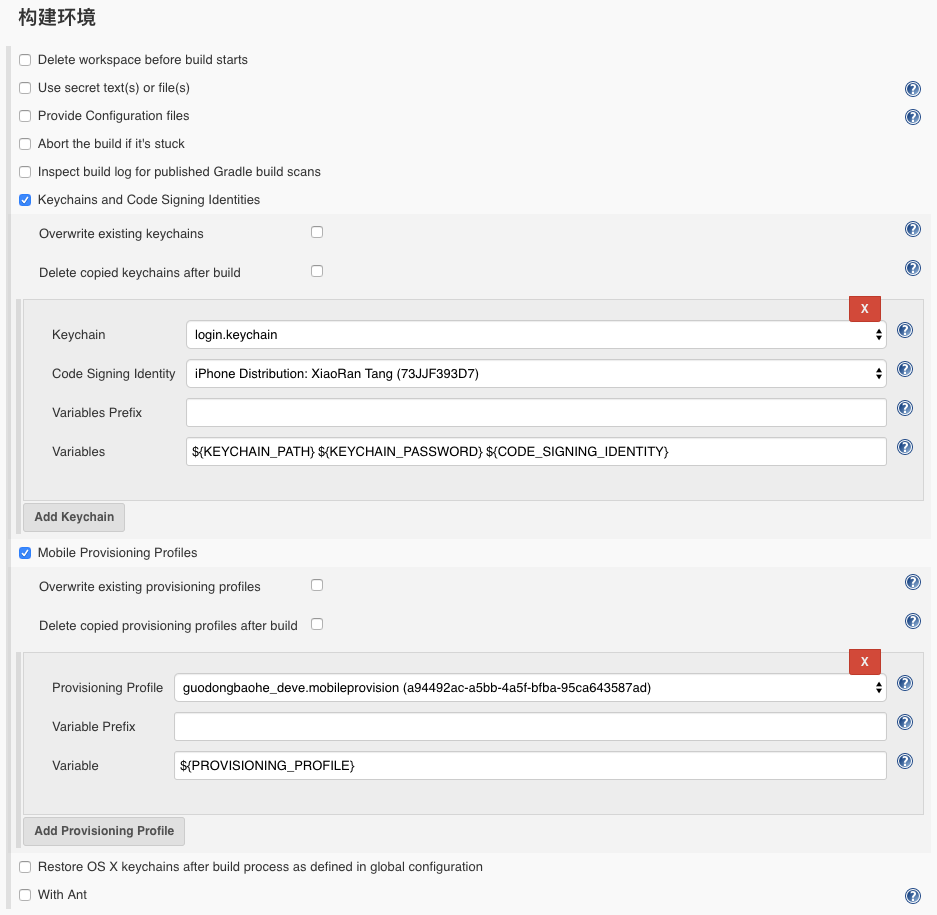 构建环境
Delete workspace before build starts
Use secret text(s) or file(s)
Provide Configuration files
Abort the build if it's stuck
Inspect build log for published Gradle build scans
Keychains and Code Signing Identities
Overwrite existing keychains
Delete copied keychains after build
X
Keychain login.keychain
Code Signing Identity iPhone Distribution: XiaoRan Tang (73JJF393D7)
Variables Prefix
Variables ${KEYCHAIN_PATH} ${KEYCHAIN_PASSWORD} ${CODE_SIGNING_IDENTITY}
Add Keychain
Mobile Provisioning Profiles
Overwrite existing provisioning profiles
Delete copied provisioning profiles after build
X
Provisioning Profile guodongbaohe_deve.mobileprovision (a94492ac-a5bb-4a5f-bfba-95ca643587ad)
Variable Prefix
Variable ${PROVISIONING_PROFILE}
Add Provisioning Profile
Restore OS X keychains after build process as defined in global configuration
With Ant